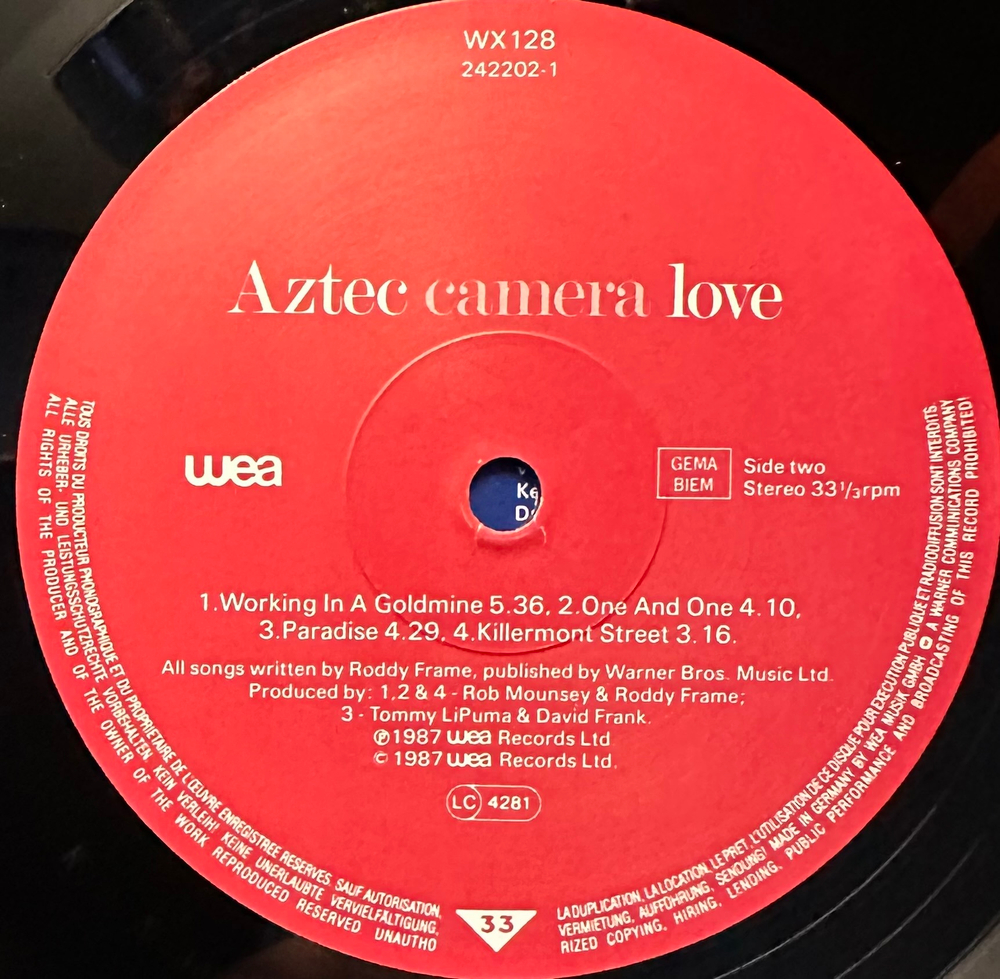 WX128
242202-1
Aztec camera love
wea
GEMA
BIEM
Side two
Stereo 33 1/3 rpm
1.Working In A Goldmine 5.36, 2.One And One 4.10,
3.Paradise 4.29, 4.Killermont Street 3.16.
All songs written by Roddy Frame, published by Warner Bros. Music Ltd.
Produced by: 1,2 & 4 - Rob Mounsey & Roddy Frame;
3 - Tommy LiPuma & David Frank.
℗1987 wea Records Ltd
©1987 wea Records Ltd.
LC 4281
33
TOUS DROITS DU PRODUCTEUR PHONOGRAPHIQUE ET DU PROPRIETAIRE DE L'ŒUVRE ENREGISTREE RESERVES. SAUF AUTORISATION,
LA DUPLICATION, LA LOCATION, LE PRET, L'UTILISATION DE CE DISQUE POUR EXECUTION PUBLIQUE ET RADIODIFFUSION SONT INTERDITS.
ALLE URHEBER- UND LEISTUNGSSCHUTZRECHTE VORBEHALTEN. KEIN VERLEIH! KEINE UNERLAUBTE VERVIELFÄLTIGUNG,
VERMIETUNG, AUFFÜHRUNG, SENDUNG! MADE IN GERMANY BY WEA MUSIK GMBH A WARNER COMMUNICATIONS COMPANY
ALL RIGHTS OF THE PRODUCER AND OF THE OWNER OF THE WORK REPRODUCED RESERVED UNAUTHO
RIZED COPYING, HIRING, LENDING, PUBLIC PERFORMANCE AND BROADCASTING OF THIS RECORD PROHIBITED!